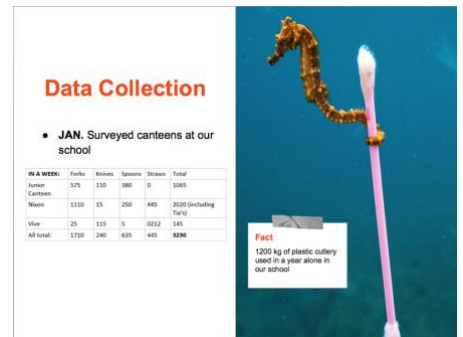 Data Collection
● JAN. Surveyed canteens at our
school
IN A WEEK: Forks Knives Spoons Straws Total
Junior 575 110 380 0 1065
Canteen
Nixon 1110 15 250 445 2020 (including
Tia's)
Vive 25 115 5 0212 145
All total: 1710 240 635 445 3230
Fact
1200 kg of plastic cutlery
used in a year alone in
our school